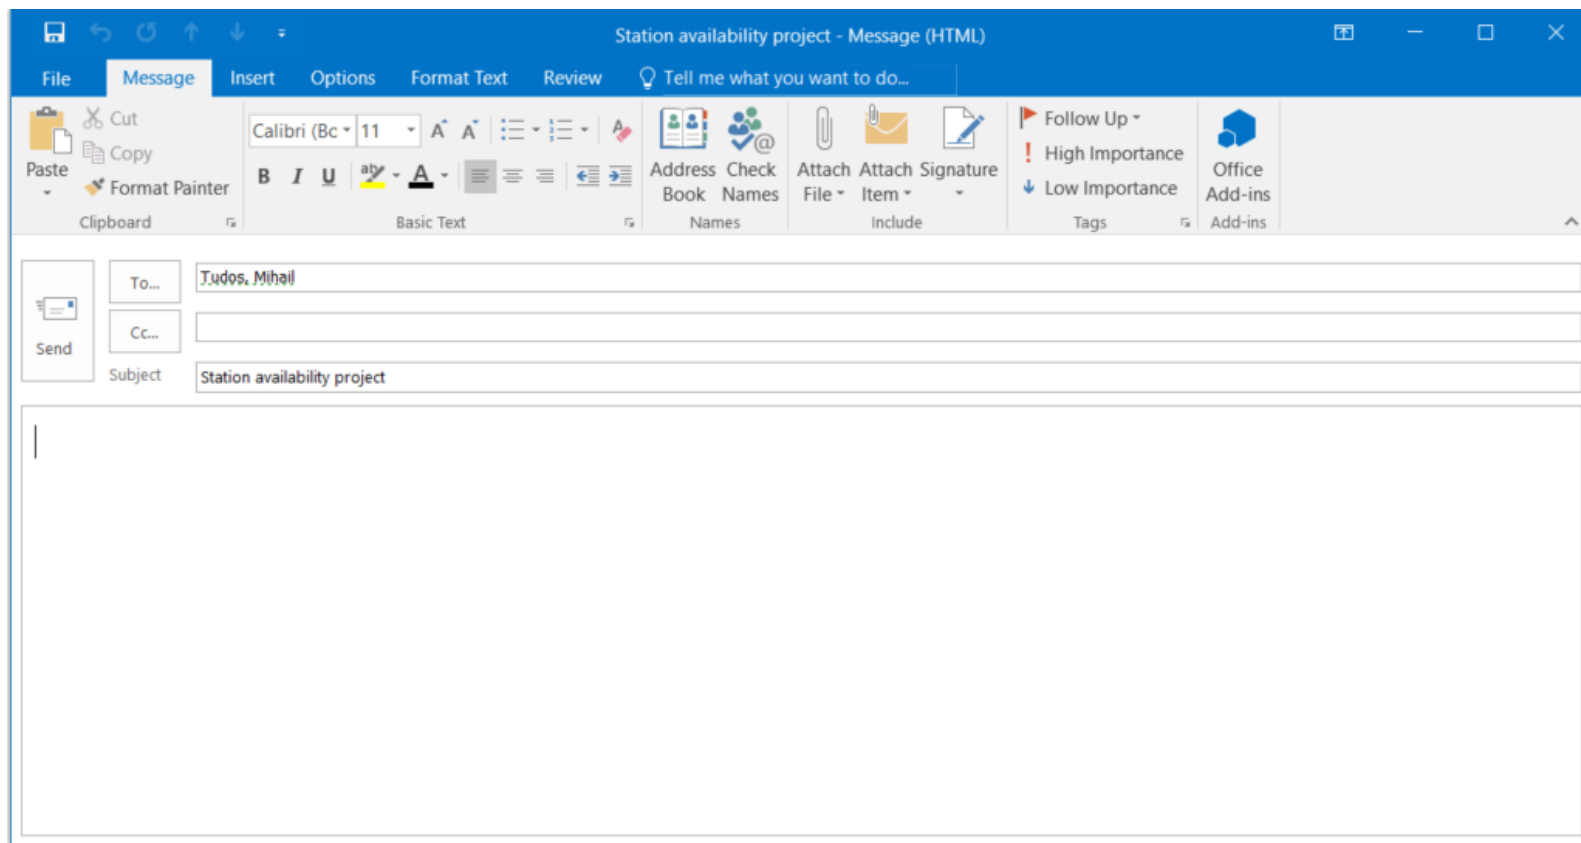 Station availability project - Message (HTML)
File Message Insert Options Format Text Review Tell me what you want to do...
Paste Cut Copy Format Painter
Clipboard
Calibri (Bc 11
B I U aby A
Basic Text
Address Book Check Names
Names
Attach File Attach Item Signature
Include
Follow Up
High Importance
Low Importance
Tags
Office Add-ins
Add-ins
Send
To... Tudos, Mihail
Cc...
Subject Station availability project